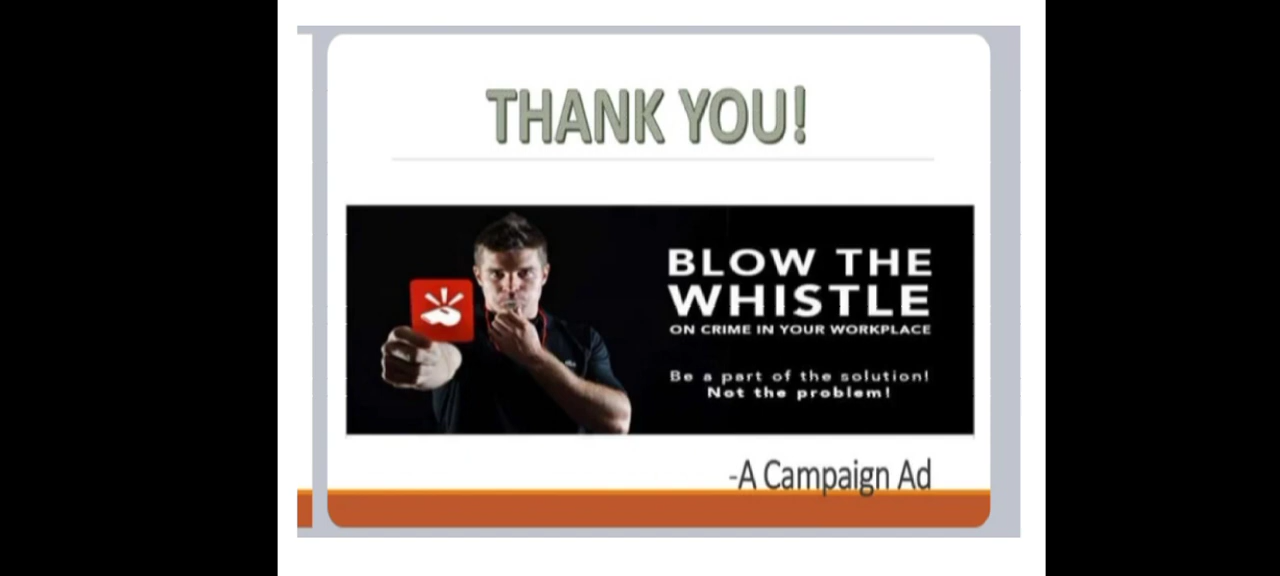 THANK YOU!
BLOW THE
WHISTLE
ON CRIME IN YOUR WORKPLACE
Be a part of the solution!
Not the problem!
-A Campaign Ad